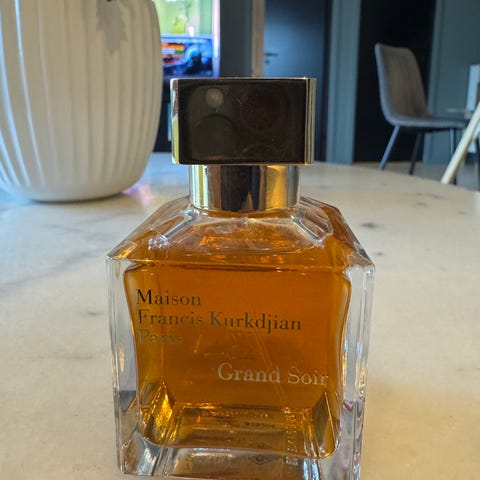 Maison
Francis Kurkdjian
Paris
Grand Soir